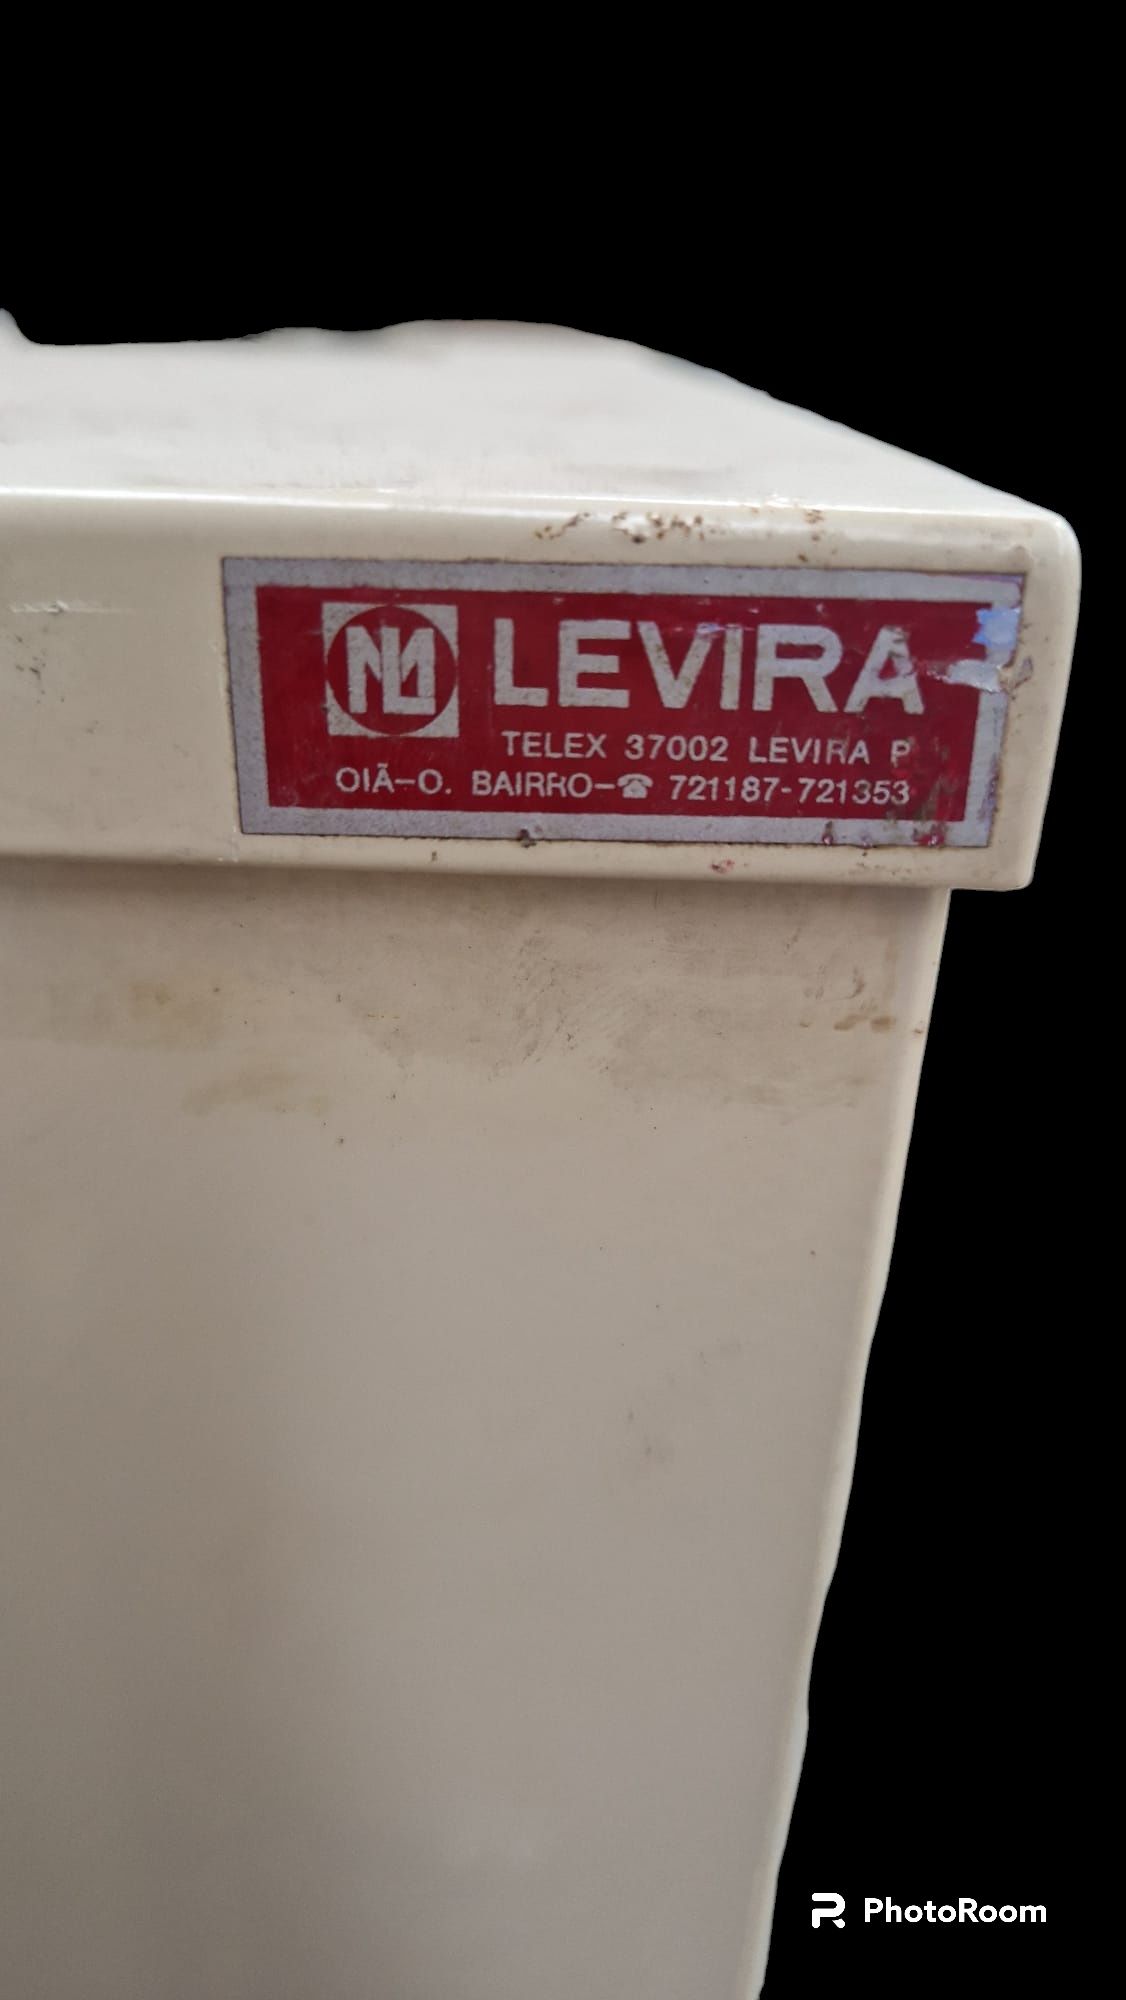 LEVIRA
TELEX 37002 LEVIRA P
OIÃ-O. BAIRRO-☎ 721187-721353
PhotoRoom